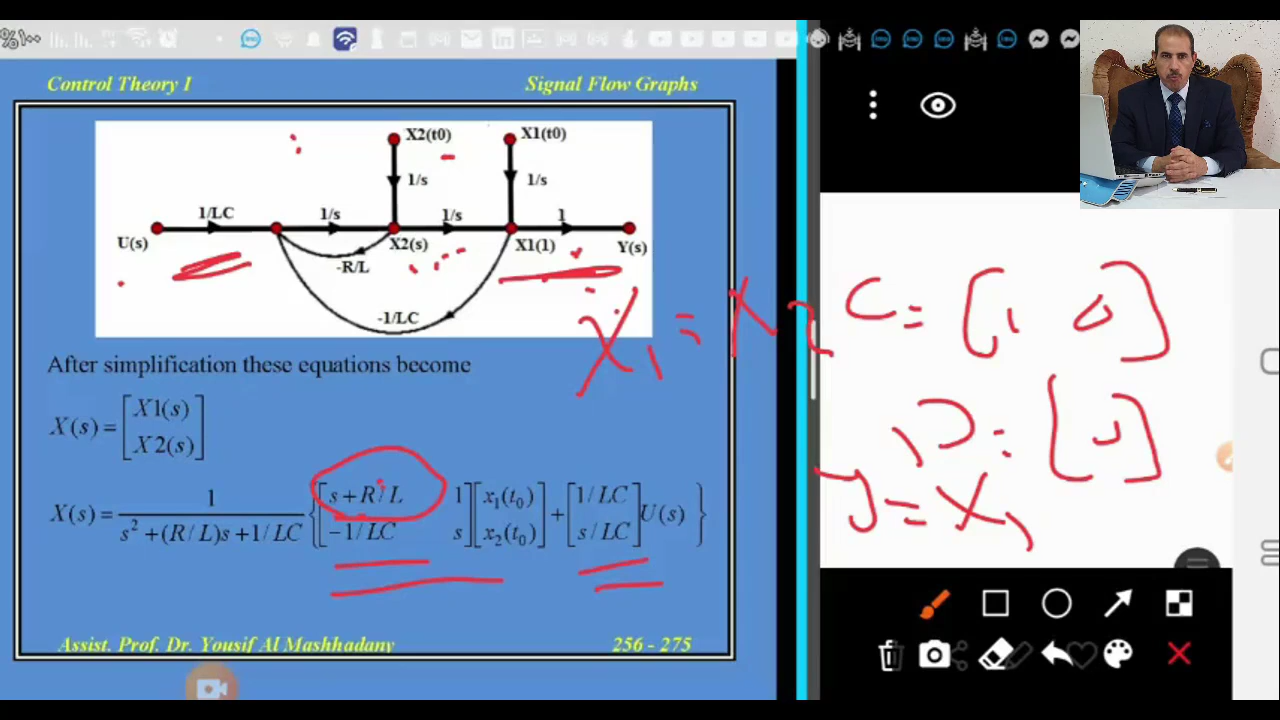 %١٠٠
Control Theory I
Signal Flow Graphs
X2(t0)
X1(t0)
1/s
1/s
1/LC
1/s
1/s
1
U(s)
X2(s)
X1(1)
Y(s)
-R/L
-1/LC
Ẋ1 = X2
C = [1 0]
D = [0]
y = X1
After simplification these equations become
X(s) = [X1(s)
X2(s)]
X(s) = 1 / (s² + (R/L)s + 1/LC) {[s + R/L 1
-1/LC s] [x₁(t₀)
x₂(t₀)] + [1/LC
s/LC] U(s)}
Assist. Prof. Dr. Yousif Al Mashhadany
256 - 275